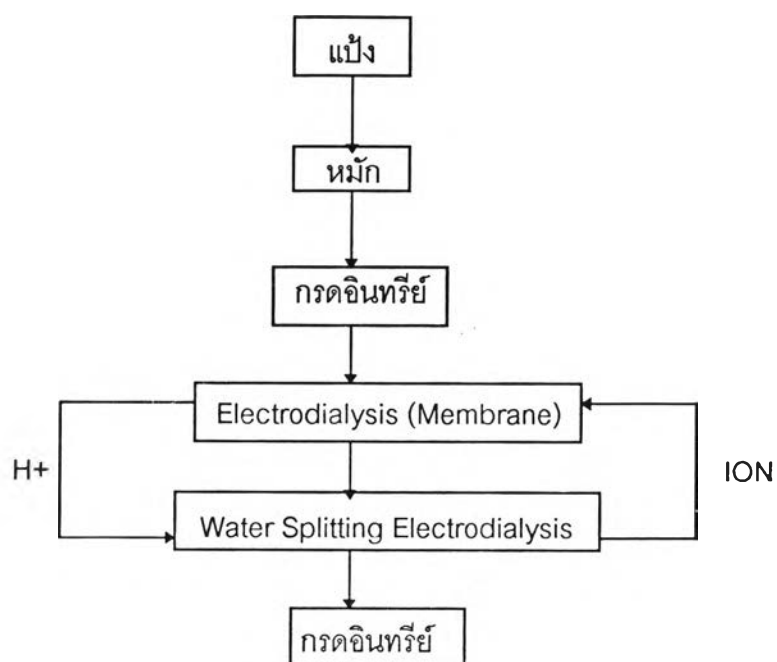 แป้ง
หมัก
กรดอินทรีย์
Electrodialysis (Membrane)
H+
ION
Water Splitting Electrodialysis
กรดอินทรีย์